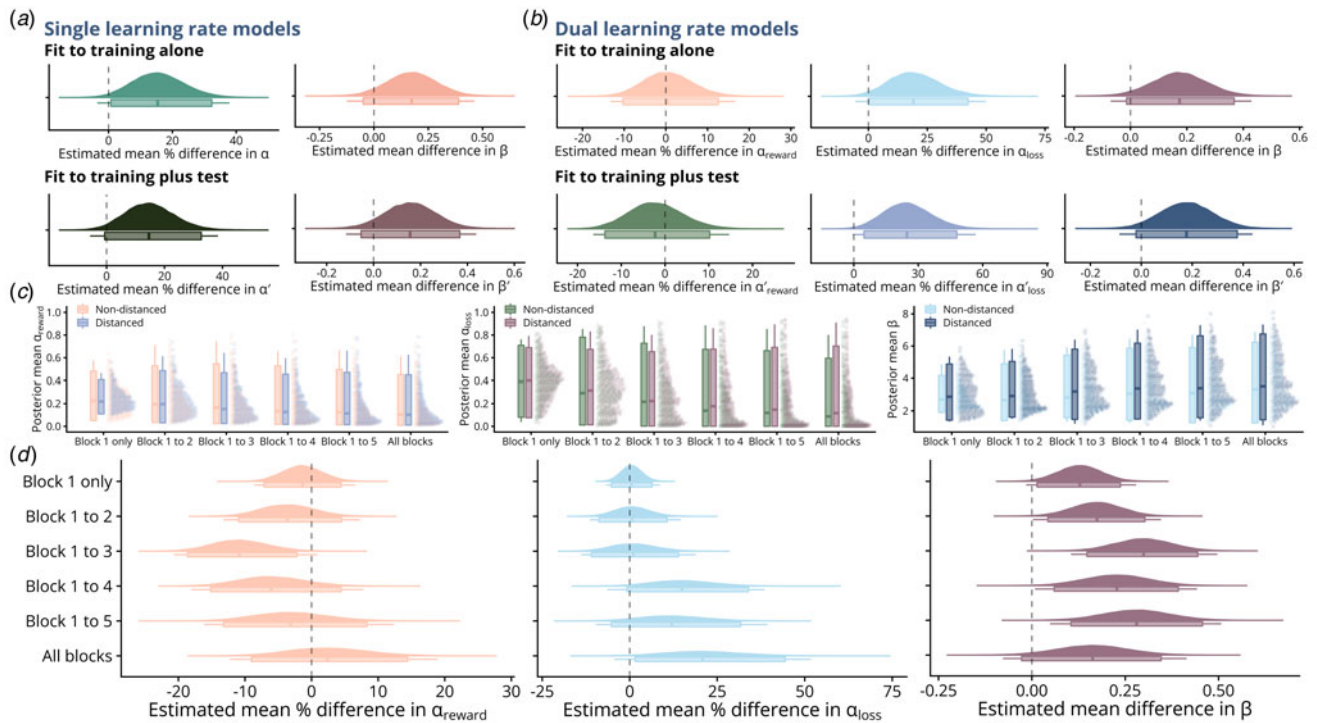 (a) Single learning rate models
(b) Dual learning rate models
Fit to training alone
Fit to training alone
0 20 40
Estimated mean % difference in α
-0.25 0.00 0.25 0.50
Estimated mean difference in β
-20 -10 0 10 20 30
Estimated mean % difference in αreward
0 25 50 75
Estimated mean % difference in αloss
-0.2 0.0 0.2 0.4 0.6
Estimated mean difference in β
Fit to training plus test
Fit to training plus test
0 20 40
Estimated mean % difference in α′
0.0 0.2 0.4 0.6
Estimated mean difference in β′
-20 -10 0 10 20
Estimated mean % difference in α′reward
0 30 60 90
Estimated mean % difference in α′loss
-0.2 0.0 0.2 0.4 0.6
Estimated mean difference in β′
(c)
Posterior mean αreward
1.0
0.8
0.6
0.4
0.2
0.0
Non-distanced
Distanced
Block 1 only Block 1 to 2 Block 1 to 3 Block 1 to 4 Block 1 to 5 All blocks
Posterior mean αloss
1.0
0.8
0.6
0.4
0.2
0.0
Non-distanced
Distanced
Block 1 only Block 1 to 2 Block 1 to 3 Block 1 to 4 Block 1 to 5 All blocks
Posterior mean β
6
4
2
Non-distanced
Distanced
Block 1 only Block 1 to 2 Block 1 to 3 Block 1 to 4 Block 1 to 5 All blocks
(d)
Block 1 only
Block 1 to 2
Block 1 to 3
Block 1 to 4
Block 1 to 5
All blocks
-20 -10 0 10 20 30
Estimated mean % difference in αreward
-25 0 25 50 75
Estimated mean % difference in αloss
-0.25 0.00 0.25 0.50
Estimated mean difference in β